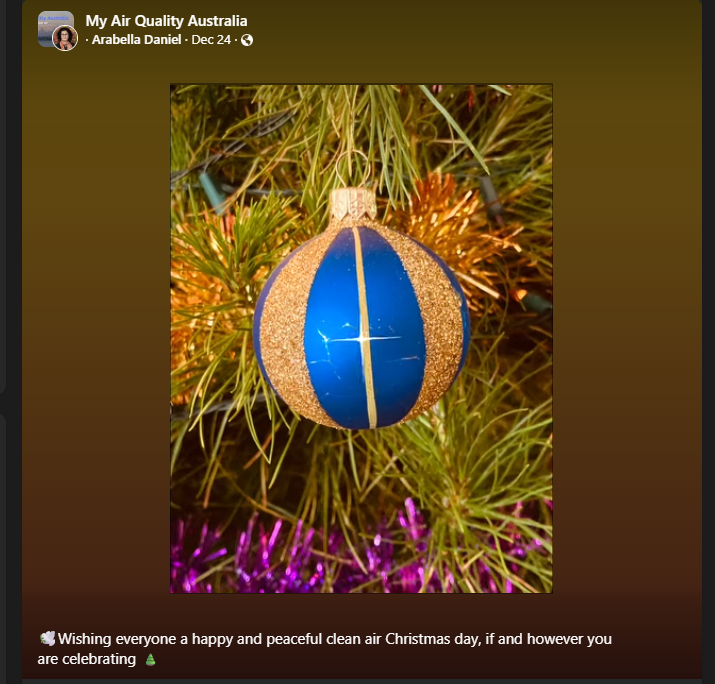 My Air Quality Australia
· Arabella Daniel · Dec 24 ·
🕊️Wishing everyone a happy and peaceful clean air Christmas day, if and however you
are celebrating 🎄